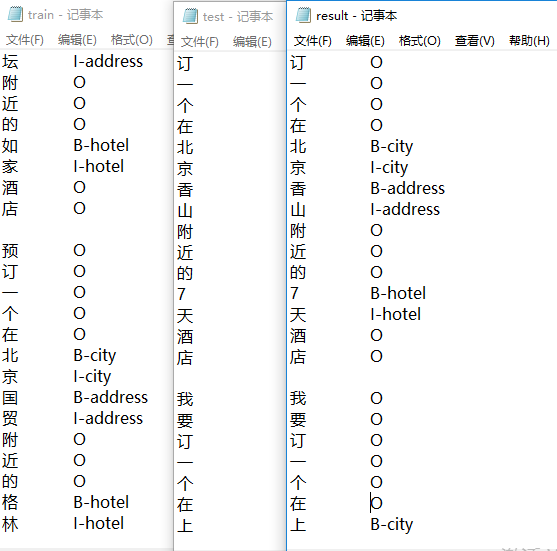 train - 记事本
文件(F) 编辑(E) 格式(O)
坛 I-address
附 O
近 O
的 O
如 B-hotel
家 I-hotel
酒 O
店 O
预 O
订 O
一 O
个 O
在 O
北 B-city
京 I-city
国 B-address
贸 I-address
附 O
近 O
的 O
格 B-hotel
林 I-hotel
test - 记事本
文件(F) 编辑(E)
订
一
个
在
北
京
香
山
附
近
的
7
天
酒
店
我
要
订
一
个
在
上
result - 记事本
文件(F) 编辑(E) 格式(O) 查看(V) 帮助(H)
订 O
一 O
个 O
在 O
北 B-city
京 I-city
香 B-address
山 I-address
附 O
近 O
的 O
7 B-hotel
天 I-hotel
酒 O
店 O
我 O
要 O
订 O
一 O
个 O
在 O
上 B-city